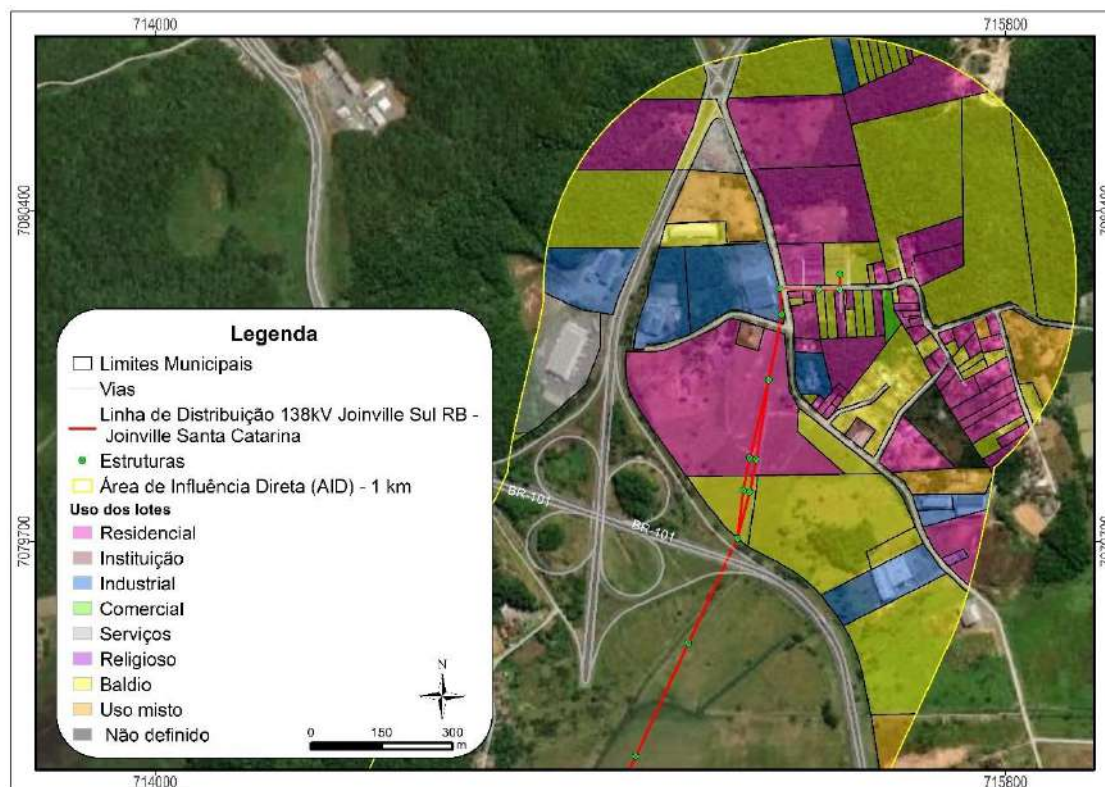 714000
715800
7080400
7080400
Legenda
Limites Municipais
Vias
Linha de Distribuição 138kV Joinville Sul RB -
Joinville Santa Catarina
Estruturas
Área de Influência Direta (AID) - 1 km
Uso dos lotes
Residencial
Instituição
Industrial
Comercial
Serviços
Religioso
Baldio
Uso misto
Não definido
N
0 150 300
m
BR-101
BR-101
7079700
7079700
714000
715800